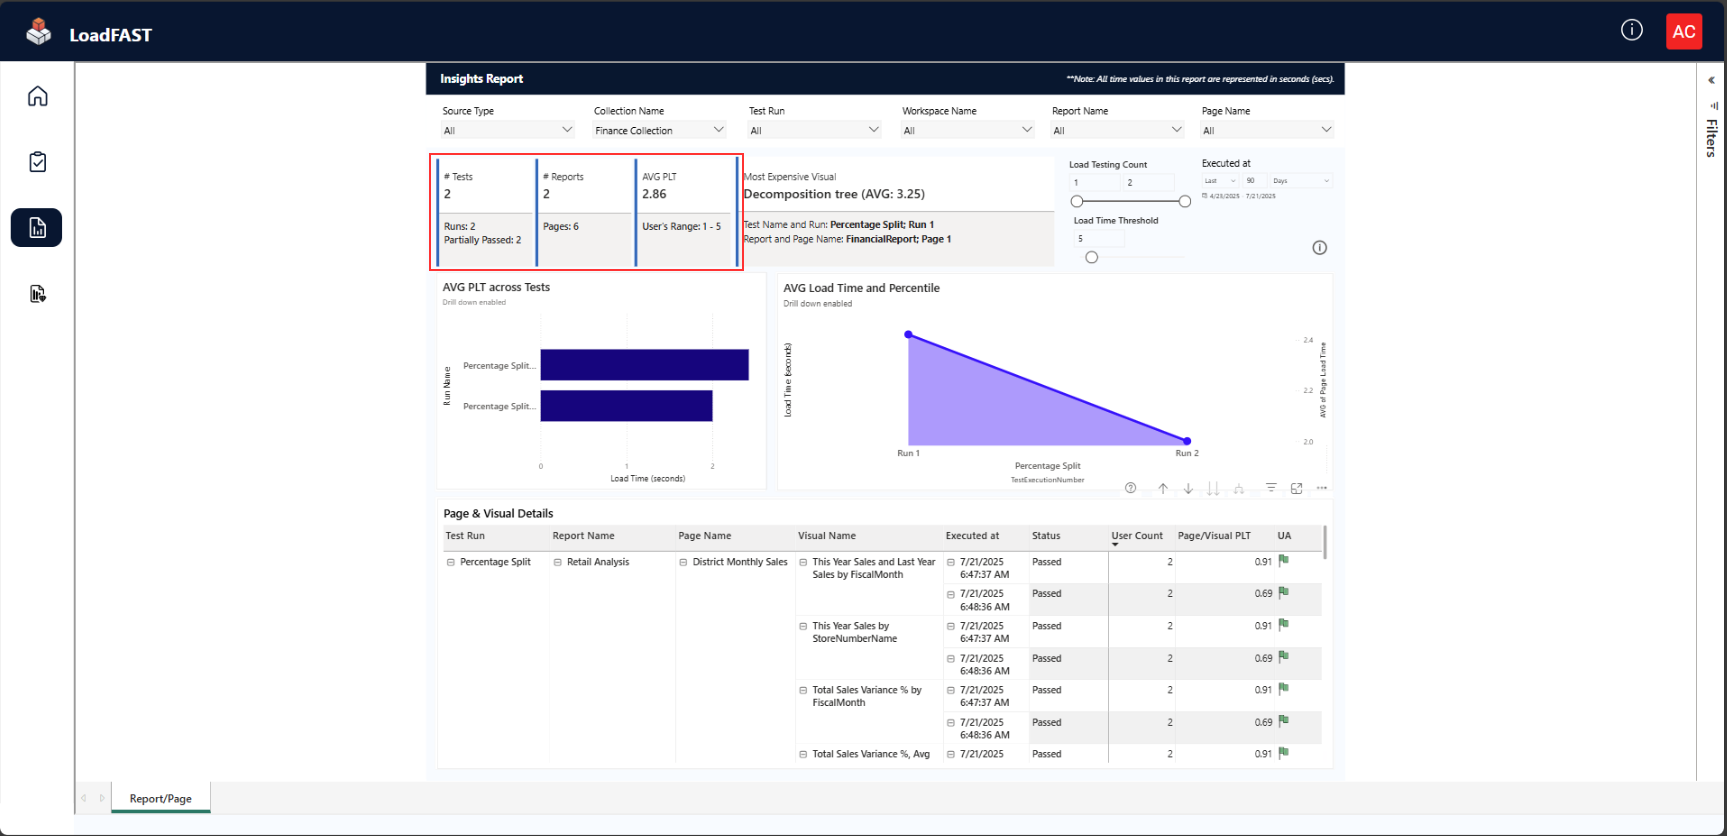 LoadFAST
AC
Insights Report
**Note: All time values in this report are represented in seconds (secs).
Source Type
Collection Name
Test Run
Workspace Name
Report Name
Page Name
All
Finance Collection
All
All
All
All
# Tests
2
Runs: 2
Partially Passed: 2
# Reports
2
Pages: 6
AVG PLT
2.86
User's Range: 1 - 5
Most Expensive Visual
Decomposition tree (AVG: 3.25)
Test Name and Run: Percentage Split; Run 1
Report and Page Name: FinancialReport; Page 1
Load Testing Count
1
2
Load Time Threshold
5
Executed at
Last
90
Days
4/23/2025 - 7/21/2025
Filters
AVG PLT across Tests
Drill down enabled
Run Name
Percentage Split...
Percentage Split...
0
1
2
Load Time (seconds)
AVG Load Time and Percentile
Drill down enabled
Load Time (seconds)
2.4
2.2
2.0
AVG of Page Load Time
Run 1
Run 2
Percentage Split
TestExecutionNumber
Page & Visual Details
Test Run Report Name Page Name Visual Name Executed at Status User Count Page/Visual PLT UA
Percentage Split Retail Analysis District Monthly Sales This Year Sales and Last Year 7/21/2025 Passed 2 0.91
Sales by FiscalMonth 6:47:37 AM
7/21/2025 Passed 2 0.69
6:48:36 AM
This Year Sales by 7/21/2025 Passed 2 0.91
StoreNumberName 6:47:37 AM
7/21/2025 Passed 2 0.69
6:48:36 AM
Total Sales Variance % by 7/21/2025 Passed 2 0.91
FiscalMonth 6:47:37 AM
7/21/2025 Passed 2 0.69
6:48:36 AM
Total Sales Variance %, Avg 7/21/2025 Passed 2 0.91
Report/Page